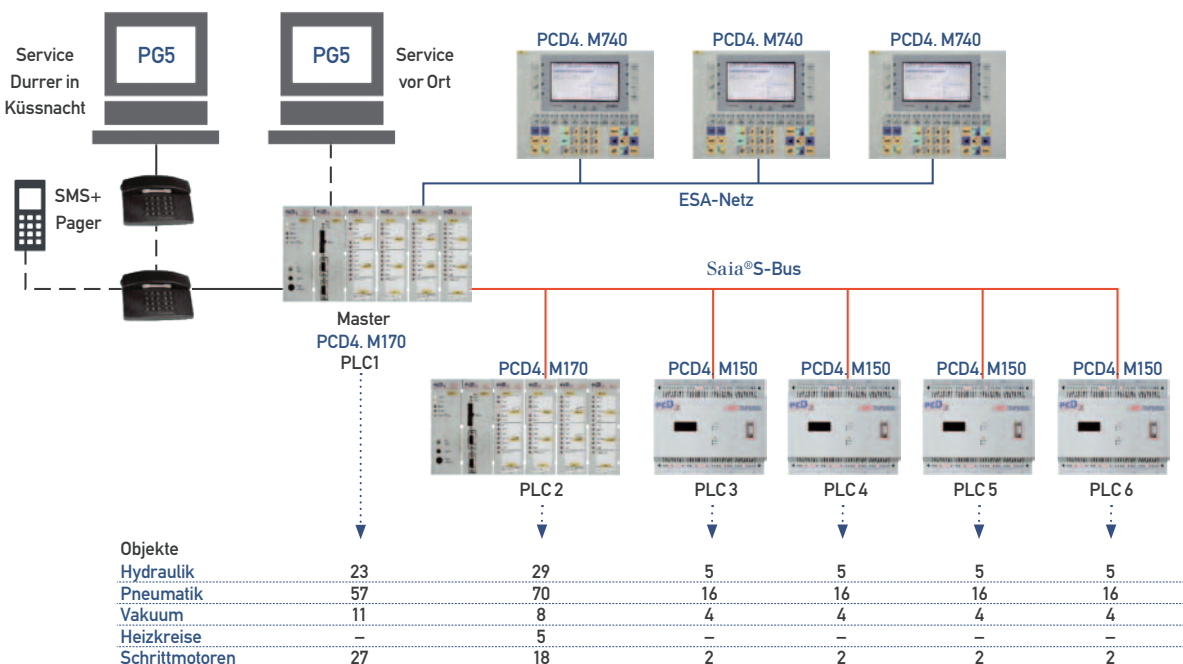 Service
Durrer in
Küssnacht
PG5
PG5
Service
vor Ort
PCD4. M740
PCD4. M740
PCD4. M740
SMS+
Pager
ESA-Netz
Saia®S-Bus
Master
PCD4. M170
PLC1
PCD4. M170
PCD4. M150
PCD4. M150
PCD4. M150
PCD4. M150
PLC 2
PLC 3
PLC 4
PLC 5
PLC 6
Objekte
Hydraulik 23 29 5 5 5 5
Pneumatik 57 70 16 16 16 16
Vakuum 11 8 4 4 4 4
Heizkreise – 5 – – – –
Schrittmotoren 27 18 2 2 2 2